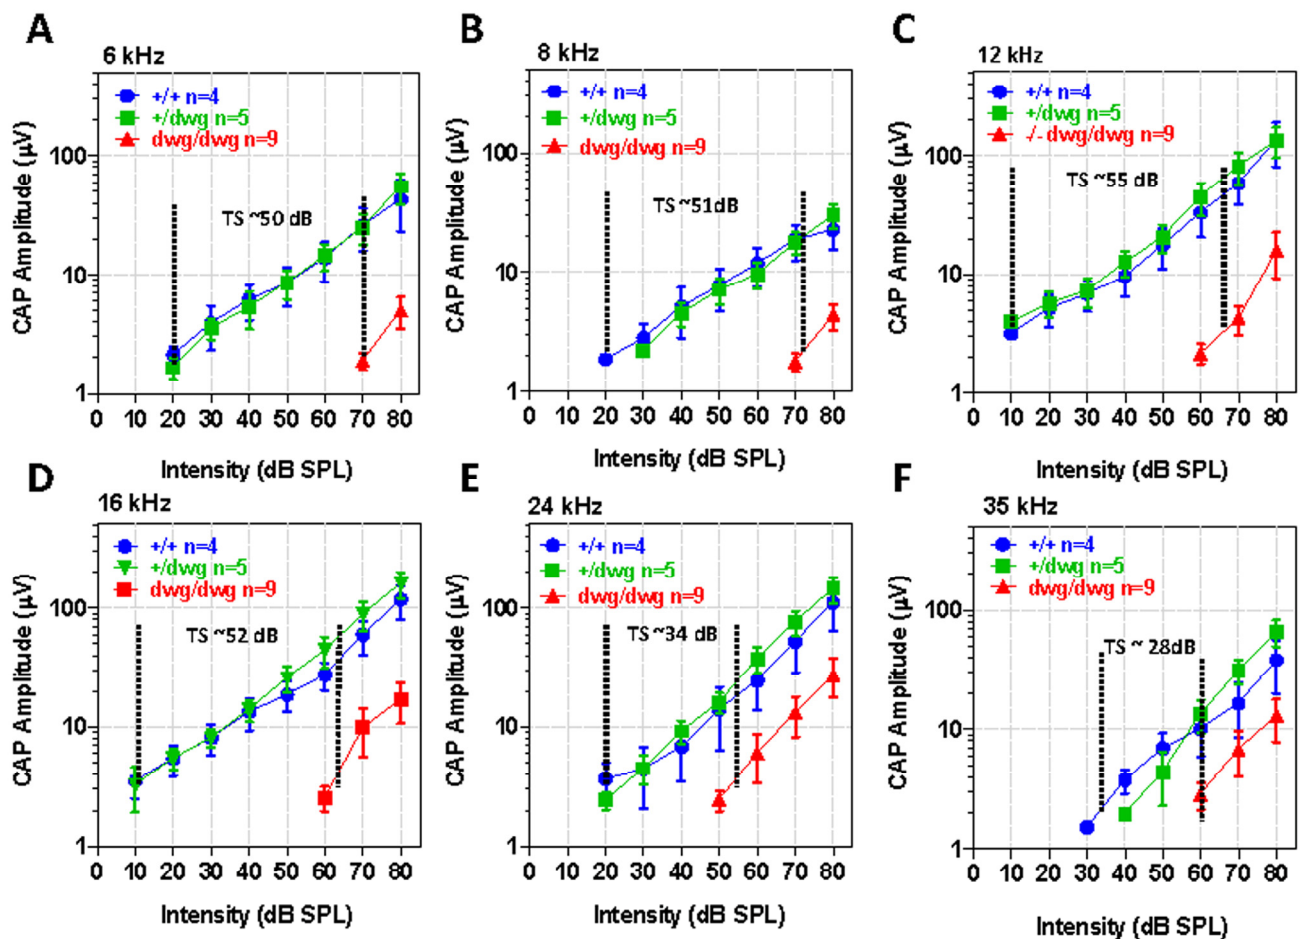 A
6 kHz
+/+ n=4
+/dwg n=5
dwg/dwg n=9
TS ~50 dB
CAP Amplitude (µV)
100
10
1
0 10 20 30 40 50 60 70 80
Intensity (dB SPL)
B
8 kHz
+/+ n=4
+/dwg n=5
dwg/dwg n=9
TS ~51dB
CAP Amplitude (µV)
100
10
1
0 10 20 30 40 50 60 70 80
Intensity (dB SPL)
C
12 kHz
+/+ n=4
+/dwg n=5
-/- dwg/dwg n=9
TS ~55 dB
CAP Amplitude (µV)
100
10
1
0 10 20 30 40 50 60 70 80
Intensity (dB SPL)
D
16 kHz
+/+ n=4
+/dwg n=5
dwg/dwg n=9
TS ~52 dB
CAP Amplitude (µV)
100
10
1
0 10 20 30 40 50 60 70 80
Intensity (dB SPL)
E
24 kHz
+/+ n=4
+/dwg n=5
dwg/dwg n=9
TS ~34 dB
CAP Amplitude (µV)
100
10
1
0 10 20 30 40 50 60 70 80
Intensity (dB SPL)
F
35 kHz
+/+ n=4
+/dwg n=5
dwg/dwg n=9
TS ~ 28dB
CAP Amplitude (µV)
100
10
1
0 10 20 30 40 50 60 70 80
Intensity (dB SPL)